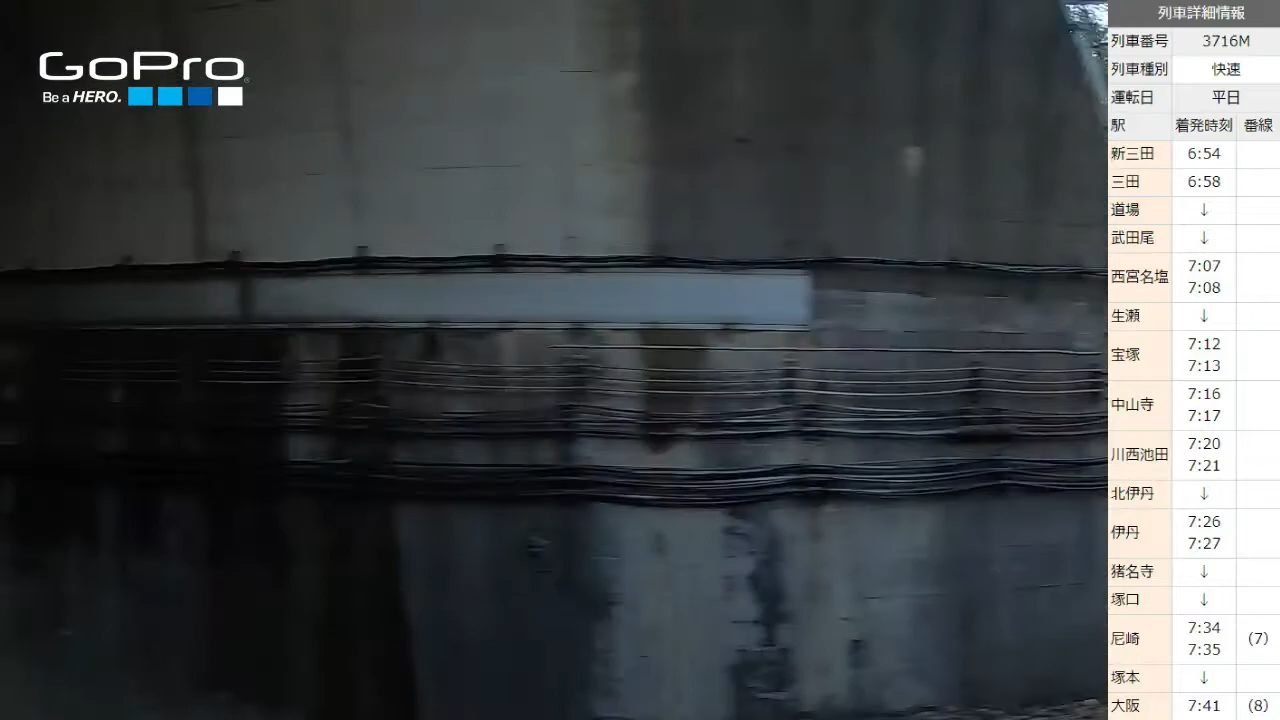 GoPro
Be a HERO.
列車詳細情報
列車番号 3716M
列車種別 快速
運転日 平日
駅 着発時刻 番線
新三田 6:54
三田 6:58
道場 ↓
武田尾 ↓
西宮名塩 7:07 7:08
生瀬 ↓
宝塚 7:12 7:13
中山寺 7:16 7:17
川西池田 7:20 7:21
北伊丹 ↓
伊丹 7:26 7:27
猪名寺 ↓
塚口 ↓
尼崎 7:34 7:35 (7)
塚本 ↓
大阪 7:41 (8)